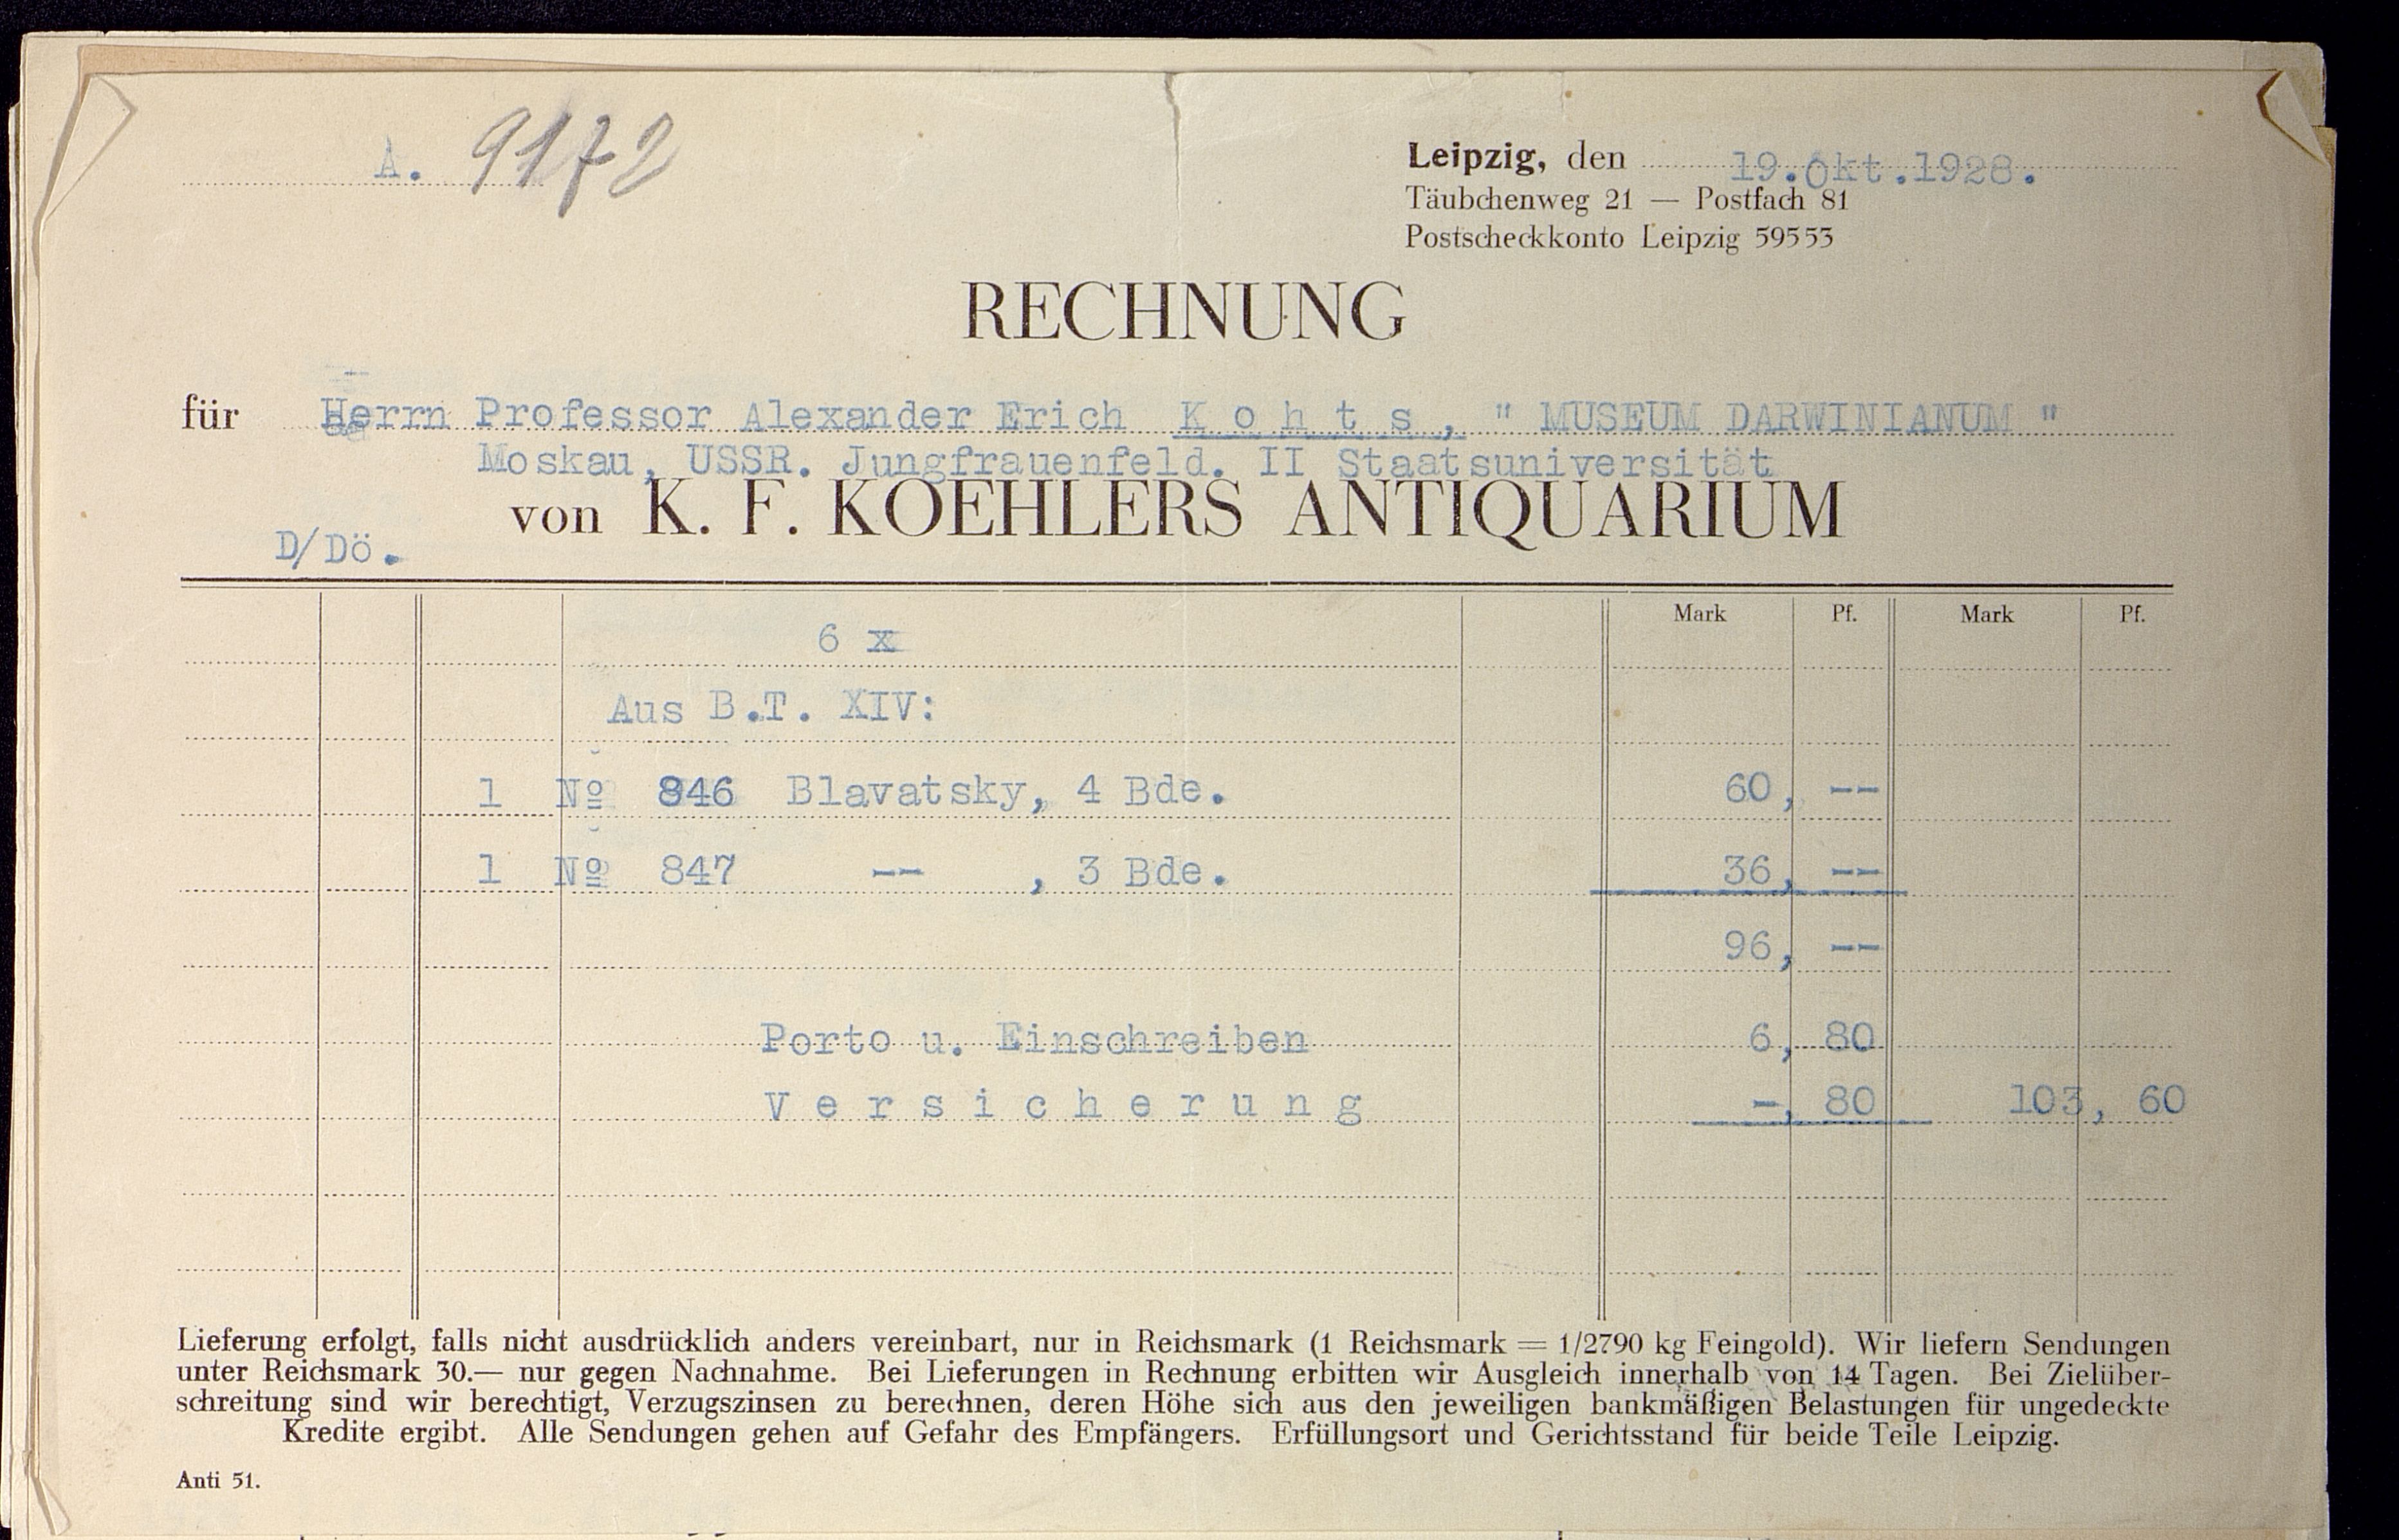 A. 9172
Leipzig, den 19.Okt.1928.
Täubchenweg 21 — Postfach 81
Postscheckkonto Leipzig 59553
RECHNUNG
für Herrn Professor Alexander Erich K o h t s , " MUSEUM DARWINIANUM "
Moskau, USSR. Jungfrauenfeld. II Staatsuniversität
von K. F. KOEHLERS ANTIQUARIUM
D/Dö.
Mark Pf. Mark Pf.
6 x
Aus B.T. XIV:
1 Nº 846 Blavatsky, 4 Bde. 60, --
1 Nº 847 -- , 3 Bde. 36, --
96, --
Porto u. Einschreiben 6, 80
V e r s i c h e r u n g -, 80 103, 60
Lieferung erfolgt, falls nicht ausdrücklich anders vereinbart, nur in Reichsmark (1 Reichsmark = 1/2790 kg Feingold). Wir liefern Sendungen
unter Reichsmark 30.— nur gegen Nachnahme. Bei Lieferungen in Rechnung erbitten wir Ausgleich innerhalb von 14 Tagen. Bei Zielüber-
schreitung sind wir berechtigt, Verzugszinsen zu berechnen, deren Höhe sich aus den jeweiligen bankmäßigen Belastungen für ungedeckte
Kredite ergibt. Alle Sendungen gehen auf Gefahr des Empfängers. Erfüllungsort und Gerichtsstand für beide Teile Leipzig.
Anti 51.